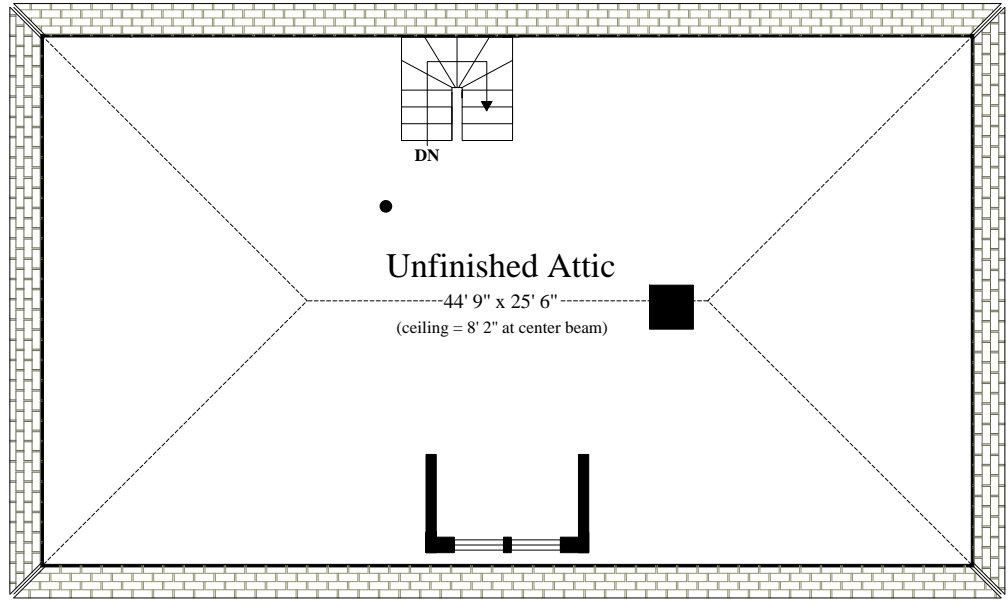 DN
Unfinished Attic
44' 9" x 25' 6"
(ceiling = 8' 2" at center beam)